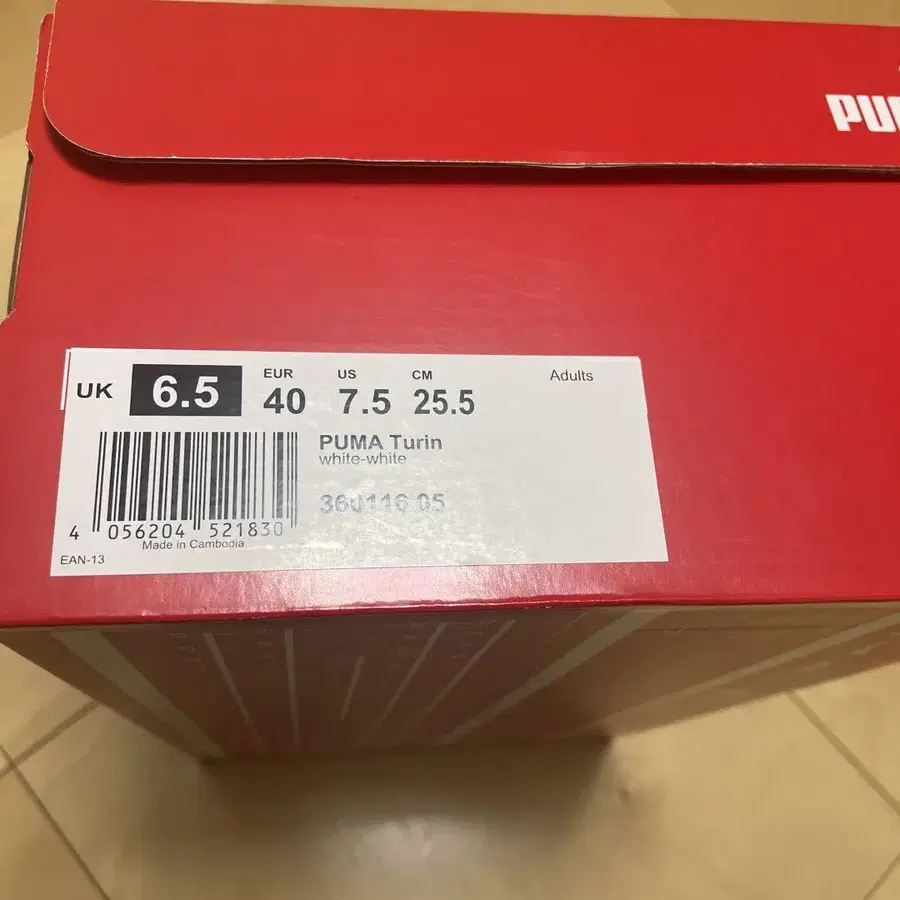 PU
UK 6.5 EUR 40 US 7.5 CM 25.5 Adults
PUMA Turin
white-white
360116 05
4 056204 521830
Made in Cambodia
EAN-13